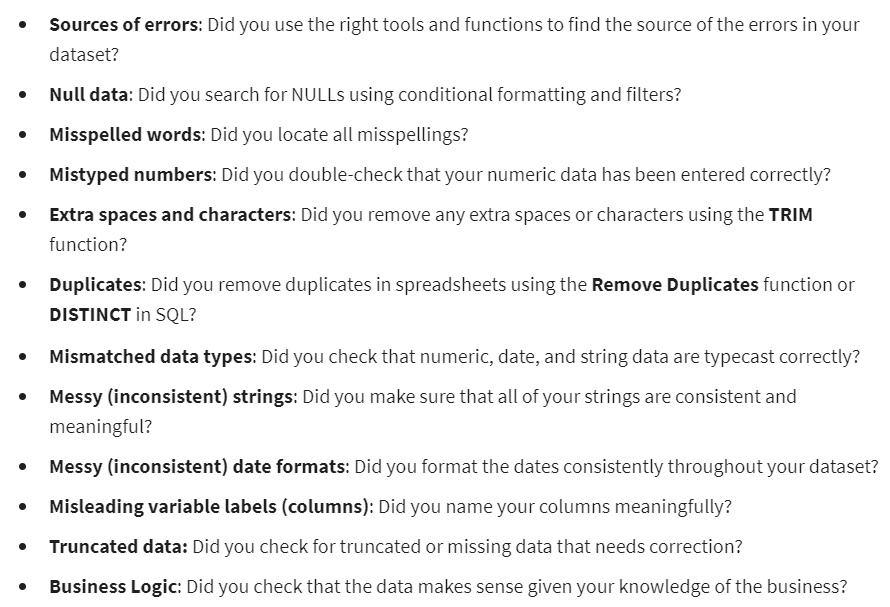 • Sources of errors: Did you use the right tools and functions to find the source of the errors in your
dataset?
• Null data: Did you search for NULLs using conditional formatting and filters?
• Misspelled words: Did you locate all misspellings?
• Mistyped numbers: Did you double-check that your numeric data has been entered correctly?
• Extra spaces and characters: Did you remove any extra spaces or characters using the TRIM
function?
• Duplicates: Did you remove duplicates in spreadsheets using the Remove Duplicates function or
DISTINCT in SQL?
• Mismatched data types: Did you check that numeric, date, and string data are typecast correctly?
• Messy (inconsistent) strings: Did you make sure that all of your strings are consistent and
meaningful?
• Messy (inconsistent) date formats: Did you format the dates consistently throughout your dataset?
• Misleading variable labels (columns): Did you name your columns meaningfully?
• Truncated data: Did you check for truncated or missing data that needs correction?
• Business Logic: Did you check that the data makes sense given your knowledge of the business?